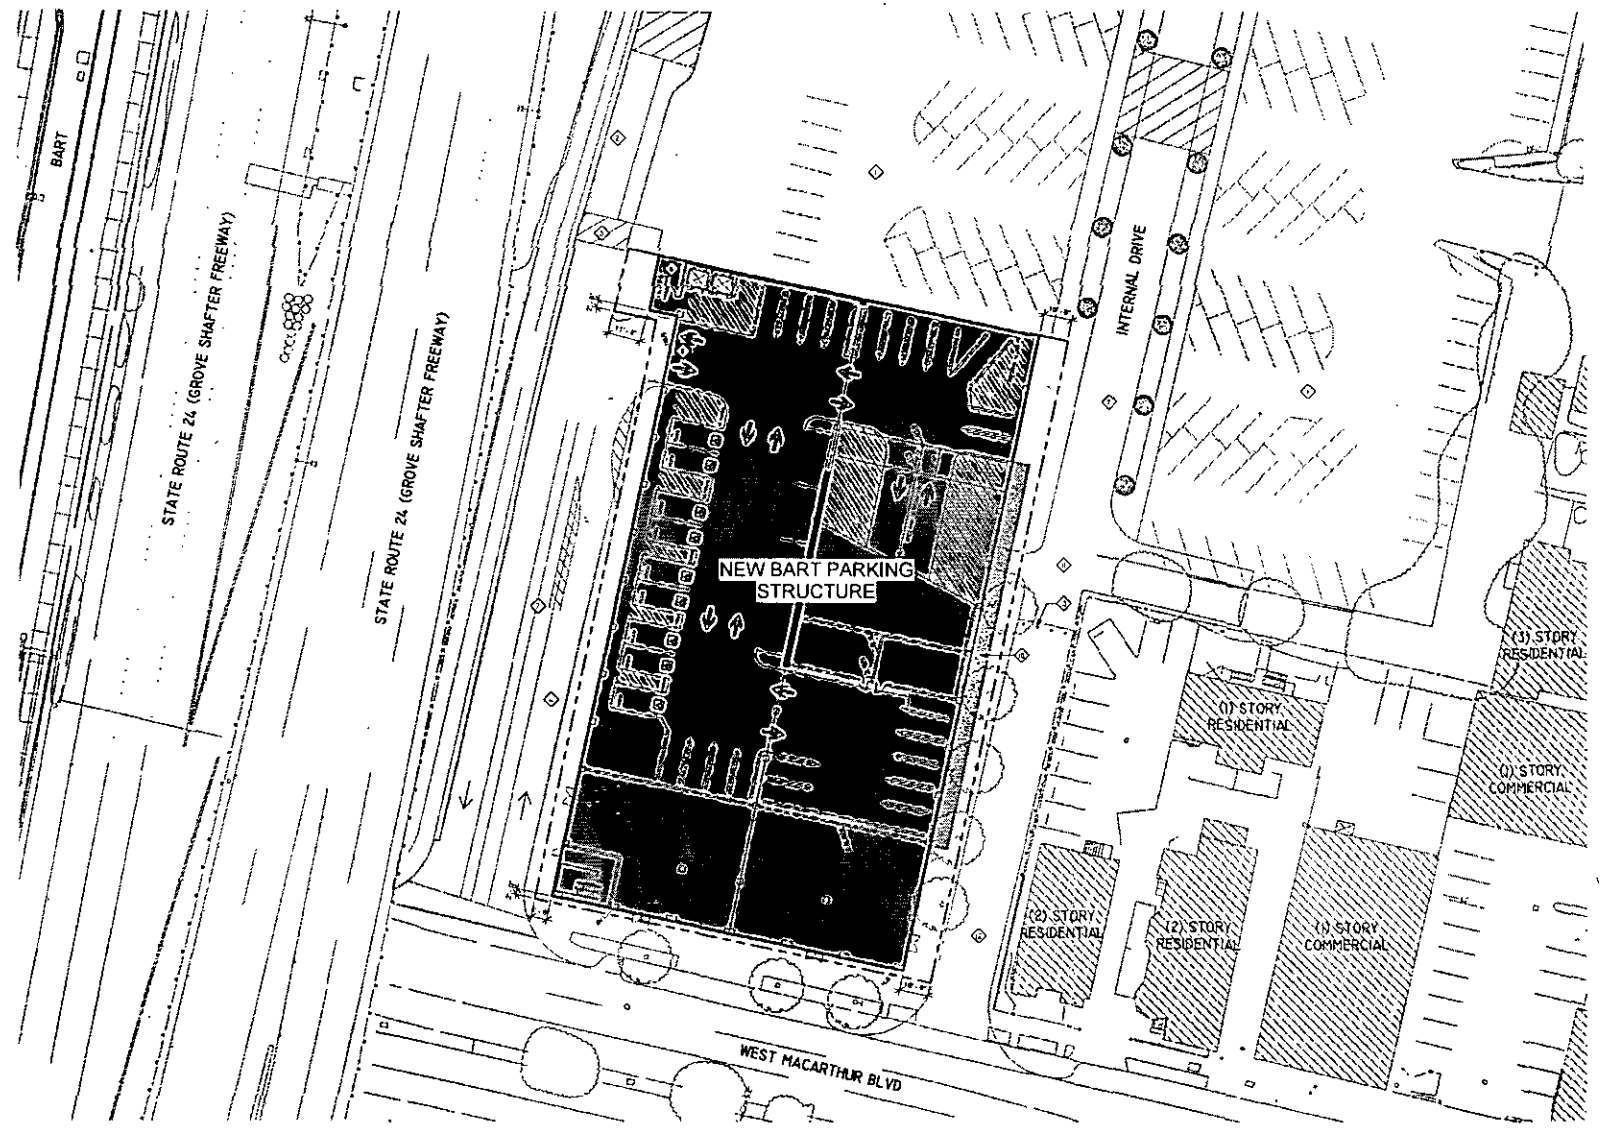 BART
STATE ROUTE 24 (GROVE SHAFTER FREEWAY)
STATE ROUTE 24 (GROVE SHAFTER FREEWAY)
INTERNAL DRIVE
NEW BART PARKING
STRUCTURE
(3) STORY
RESIDENTIAL
(1) STORY
RESIDENTIAL
(1) STORY
COMMERCIAL
(2) STORY
RESIDENTIAL
(2) STORY
RESIDENTIAL
(1) STORY
COMMERCIAL
WEST MACARTHUR BLVD